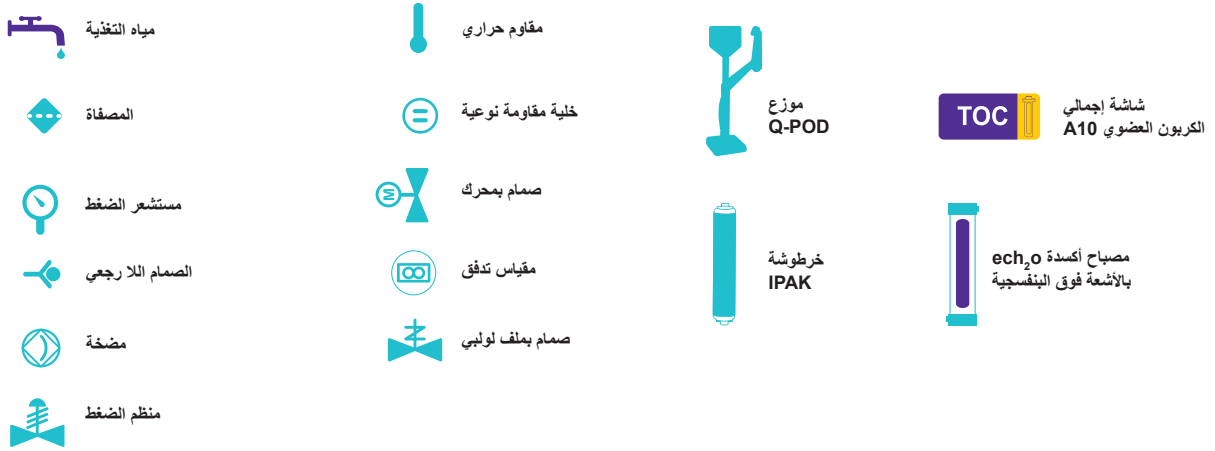 مياه التغذية
المصفاة
مستشعر الضغط
الصمام اللا رجعي
مضخة
منظم الضغط
مقاوم حراري
خلية مقاومة نوعية
صمام بمحرك
M
مقياس تدفق
صمام بملف لولبي
موزع
Q-POD
خرطوشة
IPAK
TOC
شاشة إجمالي
الكربون العضوي A10
مصباح أكسدة ech₂o
بالأشعة فوق البنفسجية